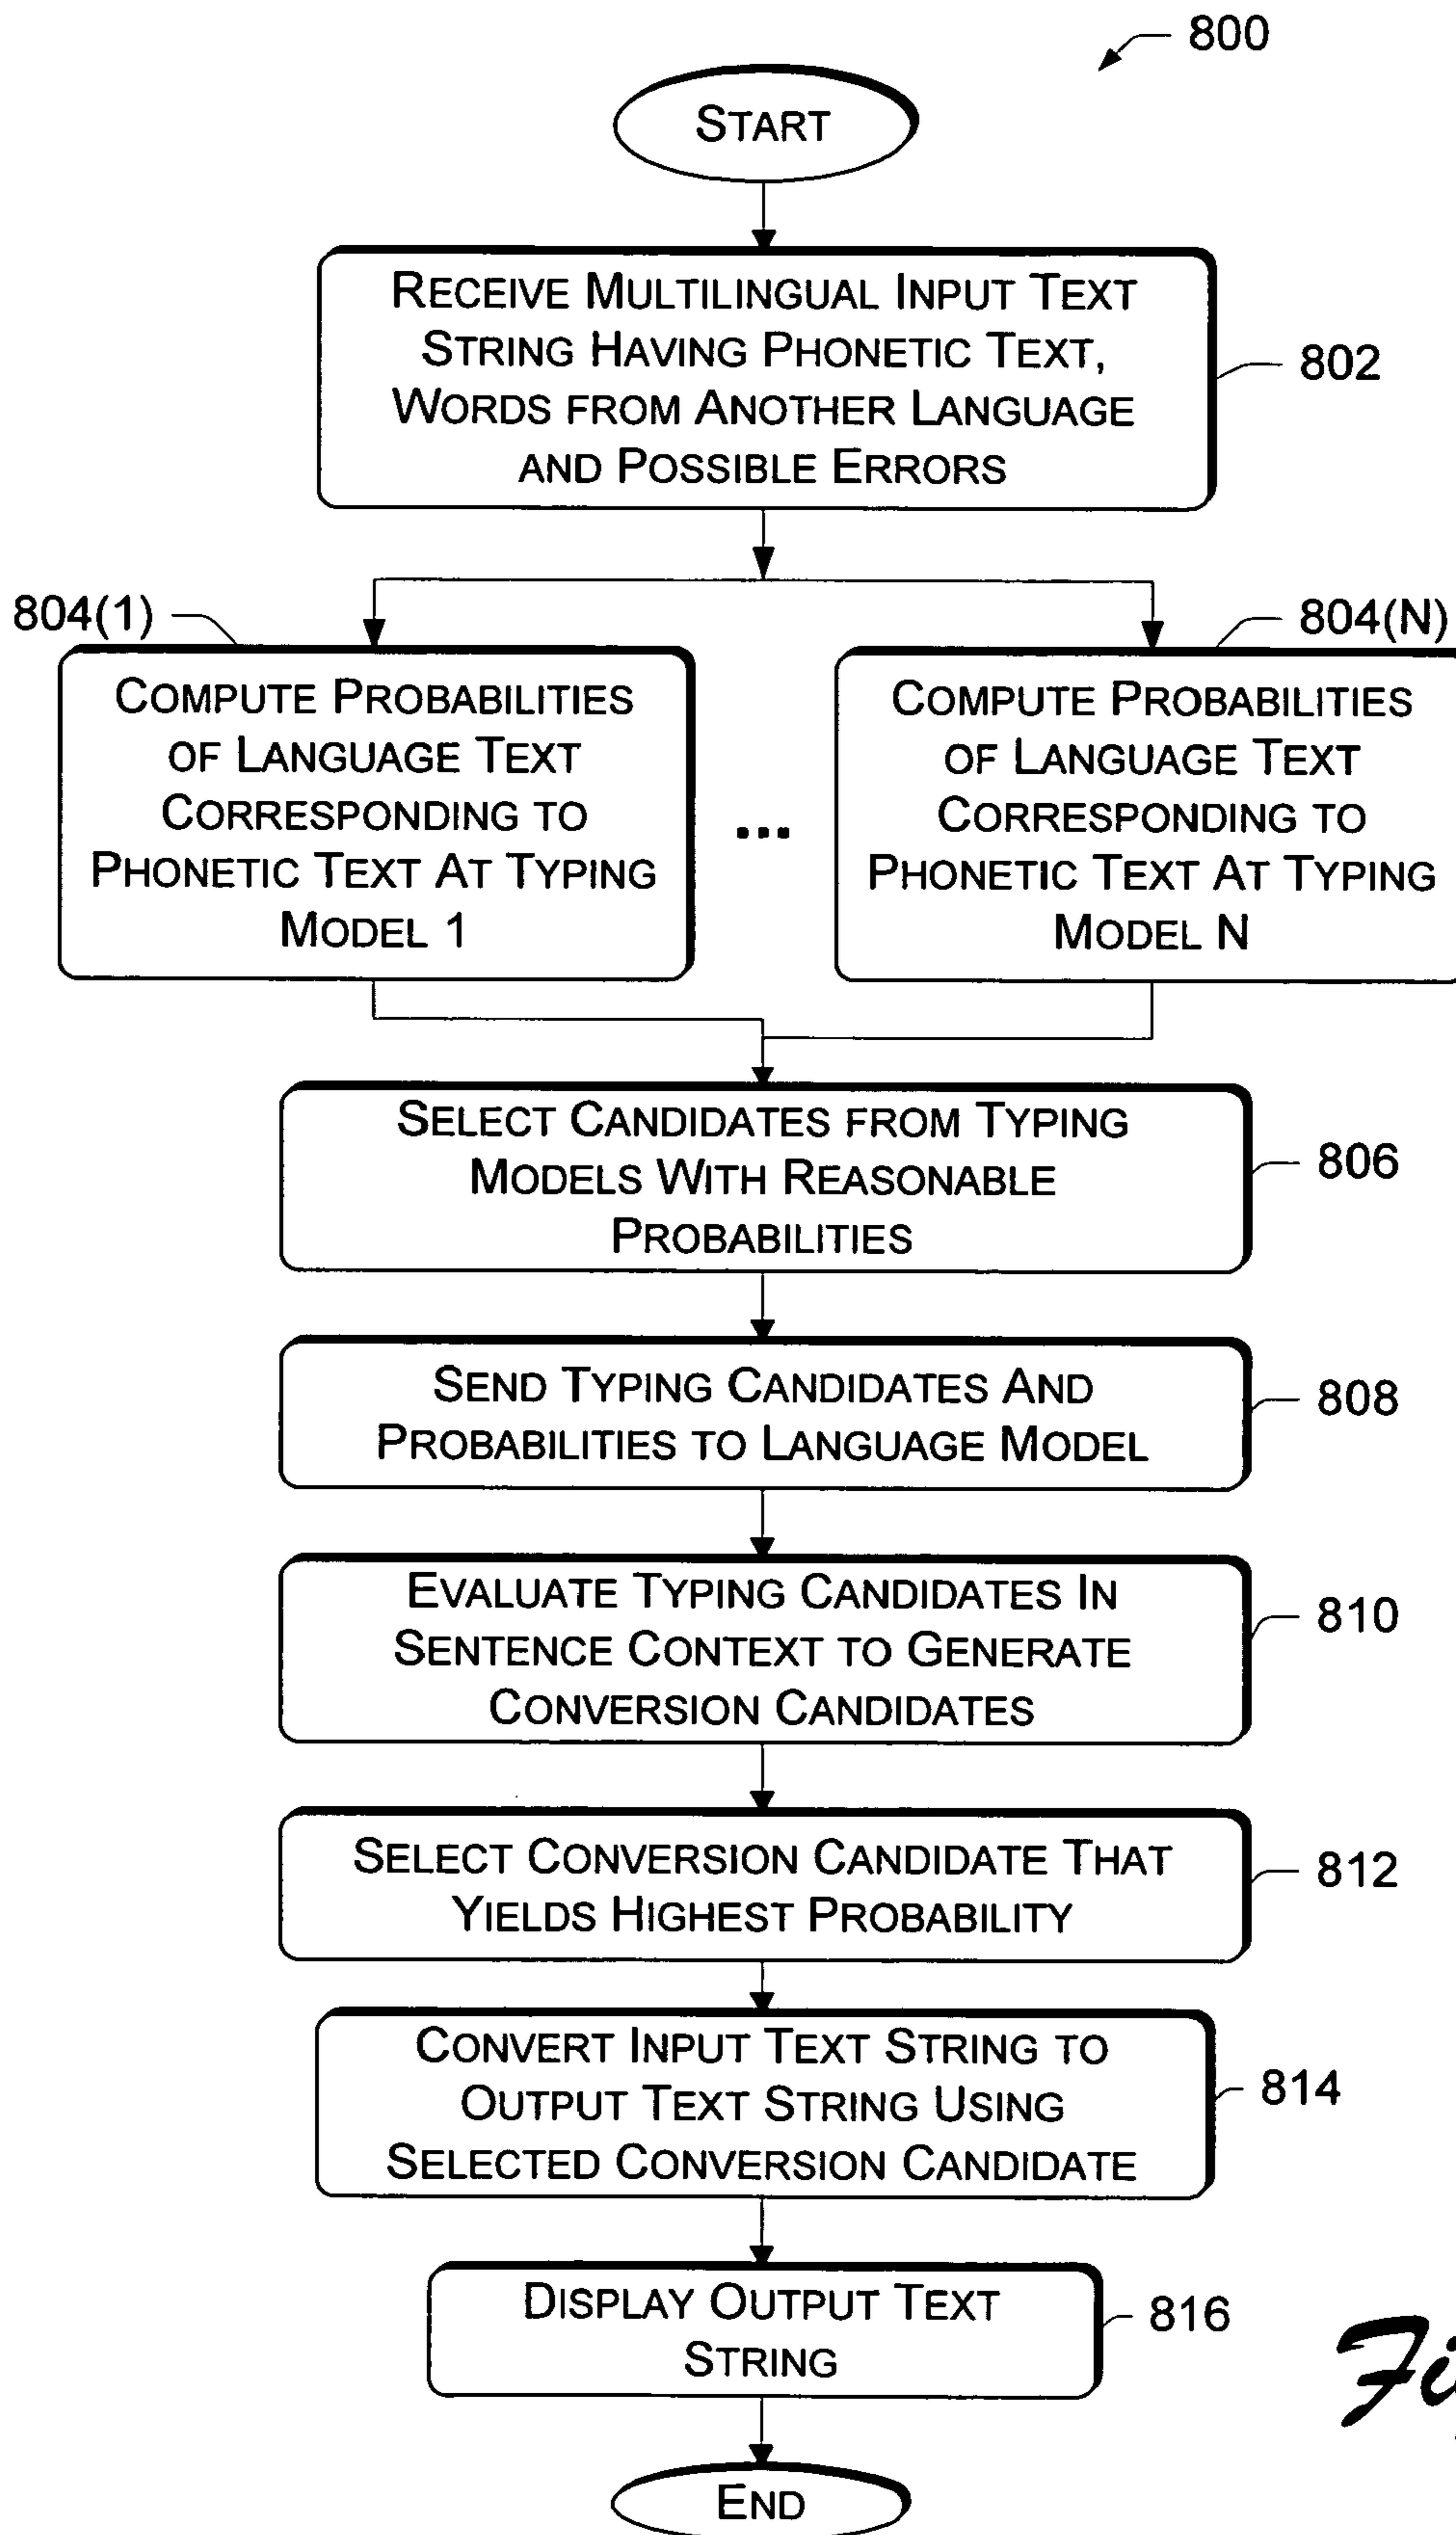 800
START
RECEIVE MULTILINGUAL INPUT TEXT
STRING HAVING PHONETIC TEXT,
WORDS FROM ANOTHER LANGUAGE
AND POSSIBLE ERRORS
802
804(1)
COMPUTE PROBABILITIES
OF LANGUAGE TEXT
CORRESPONDING TO
PHONETIC TEXT AT TYPING
MODEL 1
...
804(N)
COMPUTE PROBABILITIES
OF LANGUAGE TEXT
CORRESPONDING TO
PHONETIC TEXT AT TYPING
MODEL N
SELECT CANDIDATES FROM TYPING
MODELS WITH REASONABLE
PROBABILITIES
806
SEND TYPING CANDIDATES AND
PROBABILITIES TO LANGUAGE MODEL
808
EVALUATE TYPING CANDIDATES IN
SENTENCE CONTEXT TO GENERATE
CONVERSION CANDIDATES
810
SELECT CONVERSION CANDIDATE THAT
YIELDS HIGHEST PROBABILITY
812
CONVERT INPUT TEXT STRING TO
OUTPUT TEXT STRING USING
SELECTED CONVERSION CANDIDATE
814
DISPLAY OUTPUT TEXT
STRING
816
END